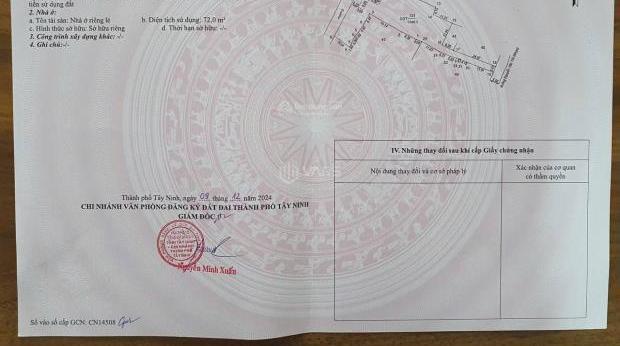 tiền sử dụng đất
2. Nhà ở:
a. Tên tài sản: Nhà ở riêng lẻ
b. Diện tích sử dụng: 72,0 m²
c. Hình thức sở hữu: Sở hữu riêng
d. Thời hạn sở hữu: -/-
3. Công trình xây dựng khác: -/-
4. Ghi chú: -/-
IV. Những thay đổi sau khi cấp Giấy chứng nhận
Nội dung thay đổi và cơ sở pháp lý
Xác nhận của cơ quan
có thẩm quyền
Thành phố Tây Ninh, ngày 09 tháng 12 năm 2024
CHI NHÁNH VĂN PHÒNG ĐĂNG KÝ ĐẤT ĐAI THÀNH PHỐ TÂY NINH
GIÁM ĐỐC
Nguyễn Minh Xuân
Số vào sổ cấp GCN: CN14508